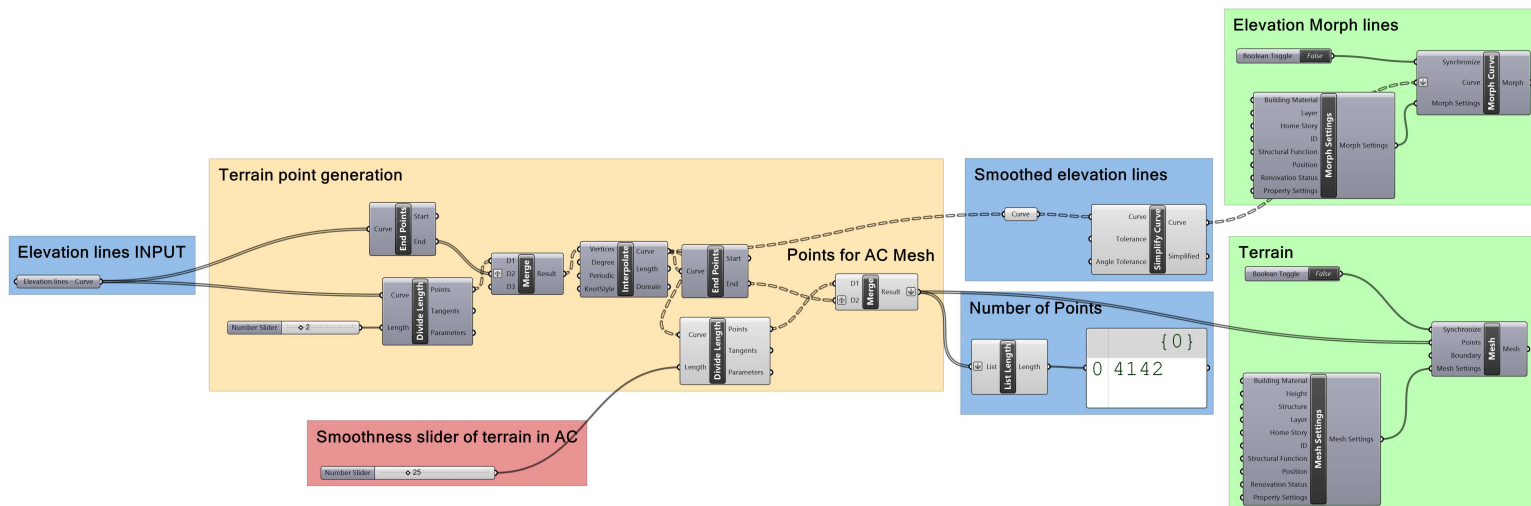 Elevation lines INPUT
Elevation lines - Curve
Terrain point generation
Curve
End Points
Start
End
Number Slider
2
Curve
Length
Divide Length
Points
Tangents
Parameters
D1
D2
D3
Merge
Result
Vertices
Degree
Periodic
KnotStyle
Interpolate
Curve
Length
Domain
Curve
End Points
Start
End
Curve
Length
Divide Length
Points
Tangents
Parameters
Points for AC Mesh
D1
D2
Merge
Result
Smoothness slider of terrain in AC
Number Slider
25
Smoothed elevation lines
Curve
Curve
Tolerance
Angle Tolerance
Simplify Curve
Curve
Simplified
Number of Points
List
List Length
Length
{0}
0 4142
Elevation Morph lines
Boolean Toggle
False
Synchronize
Curve
Morph Settings
Morph Curve
Morph
Building Material
Layer
Home Story
ID
Structural Function
Position
Renovation Status
Property Settings
Morph Settings
Morph Settings
Terrain
Boolean Toggle
False
Synchronize
Points
Boundary
Mesh Settings
Mesh
Mesh
Building Material
Height
Structure
Layer
Home Story
ID
Structural Function
Position
Renovation Status
Property Settings
Mesh Settings
Mesh Settings